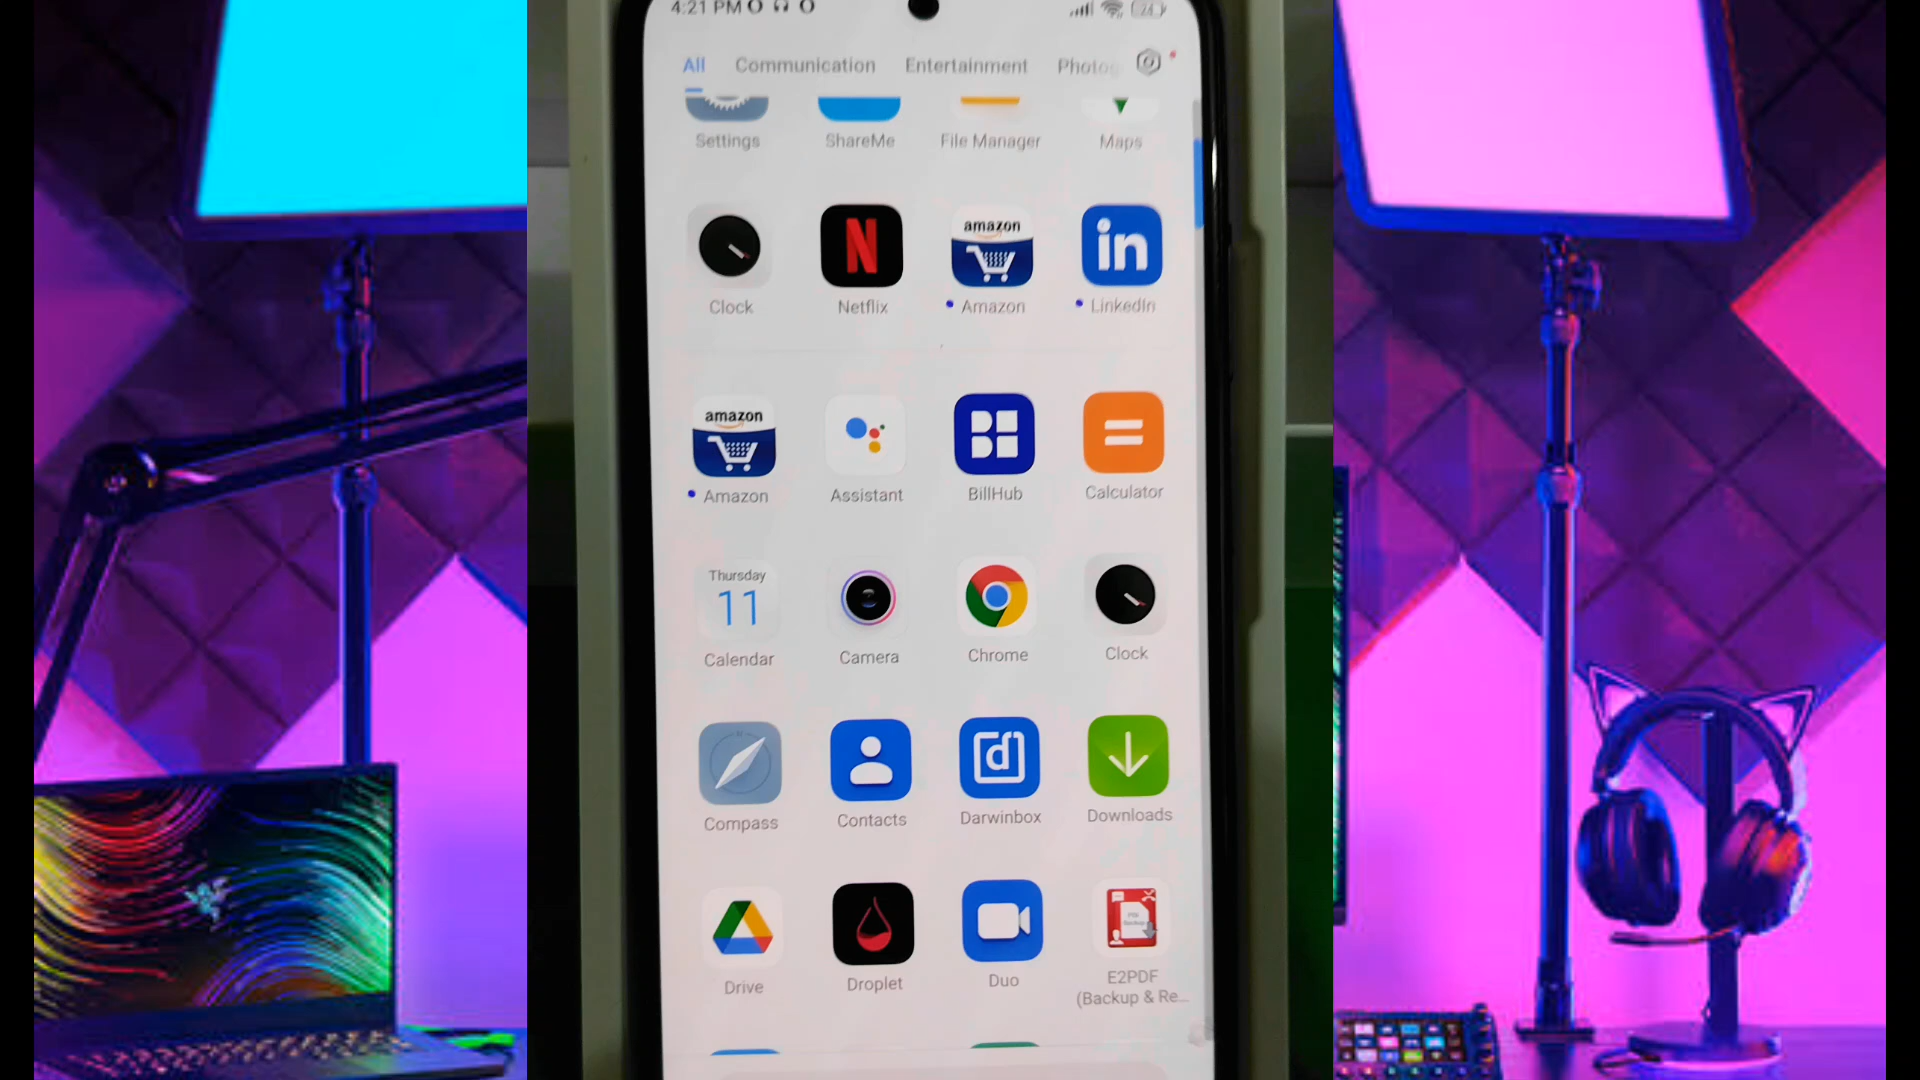 4:21 PM
24
All Communication Entertainment Photog
Settings ShareMe File Manager Maps
amazon
in
N
Clock Netflix Amazon LinkedIn
amazon
Amazon Assistant BillHub Calculator
Thursday
11
Calendar Camera Chrome Clock
d
Compass Contacts Darwinbox Downloads
Drive Droplet Duo E2PDF
(Backup & Re...